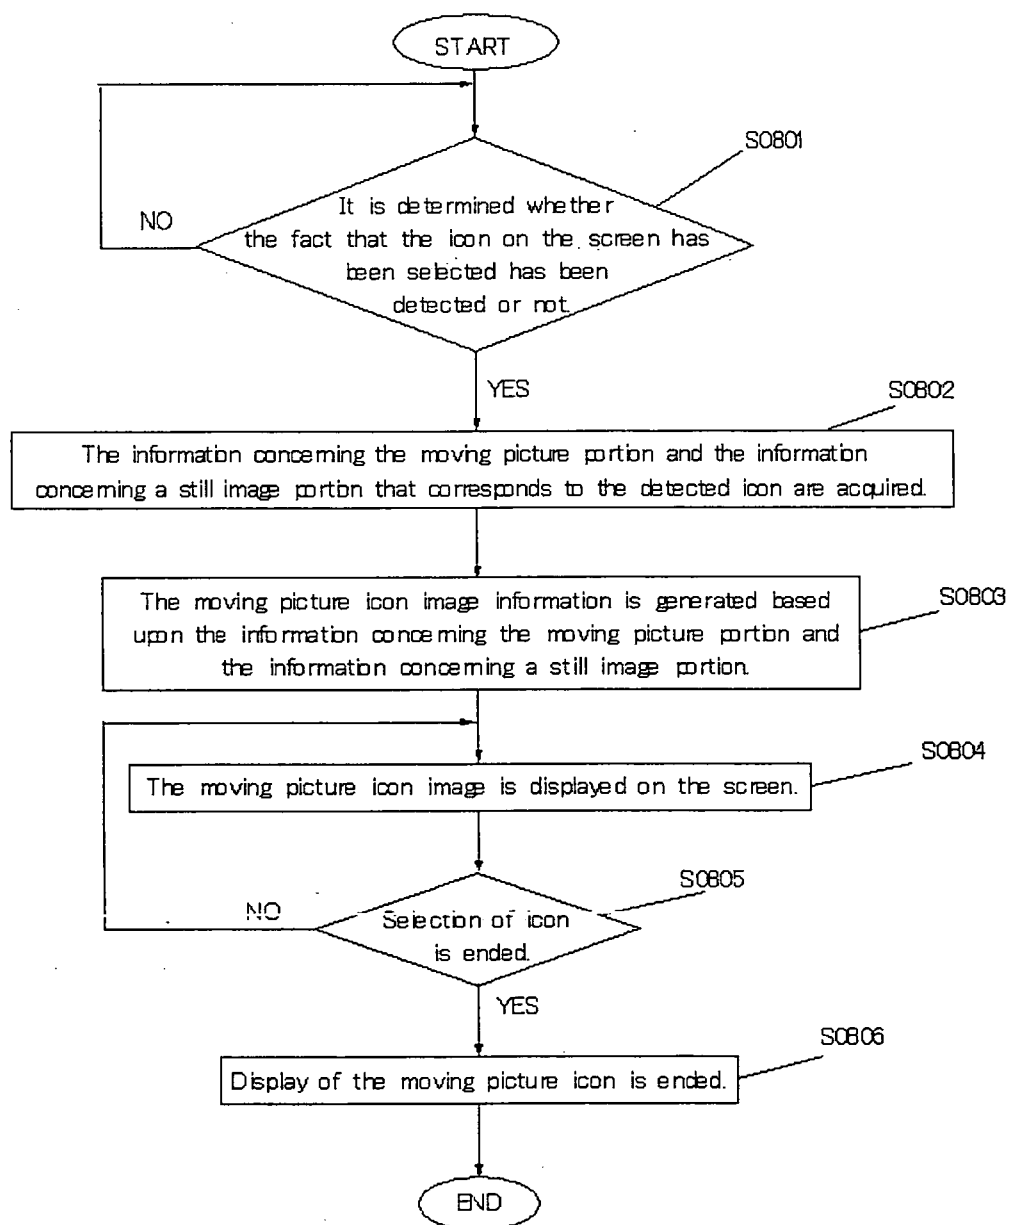 START
S0801
It is determined whether
the fact that the icon on the screen has
been selected has been
detected or not.
NO
YES
S0802
The information concerning the moving picture portion and the information
concerning a still image portion that corresponds to the detected icon are acquired.
S0803
The moving picture icon image information is generated based
upon the information concerning the moving picture portion and
the information concerning a still image portion.
S0804
The moving picture icon image is displayed on the screen.
S0805
NO
Selection of icon
is ended.
YES
S0806
Display of the moving picture icon is ended.
END